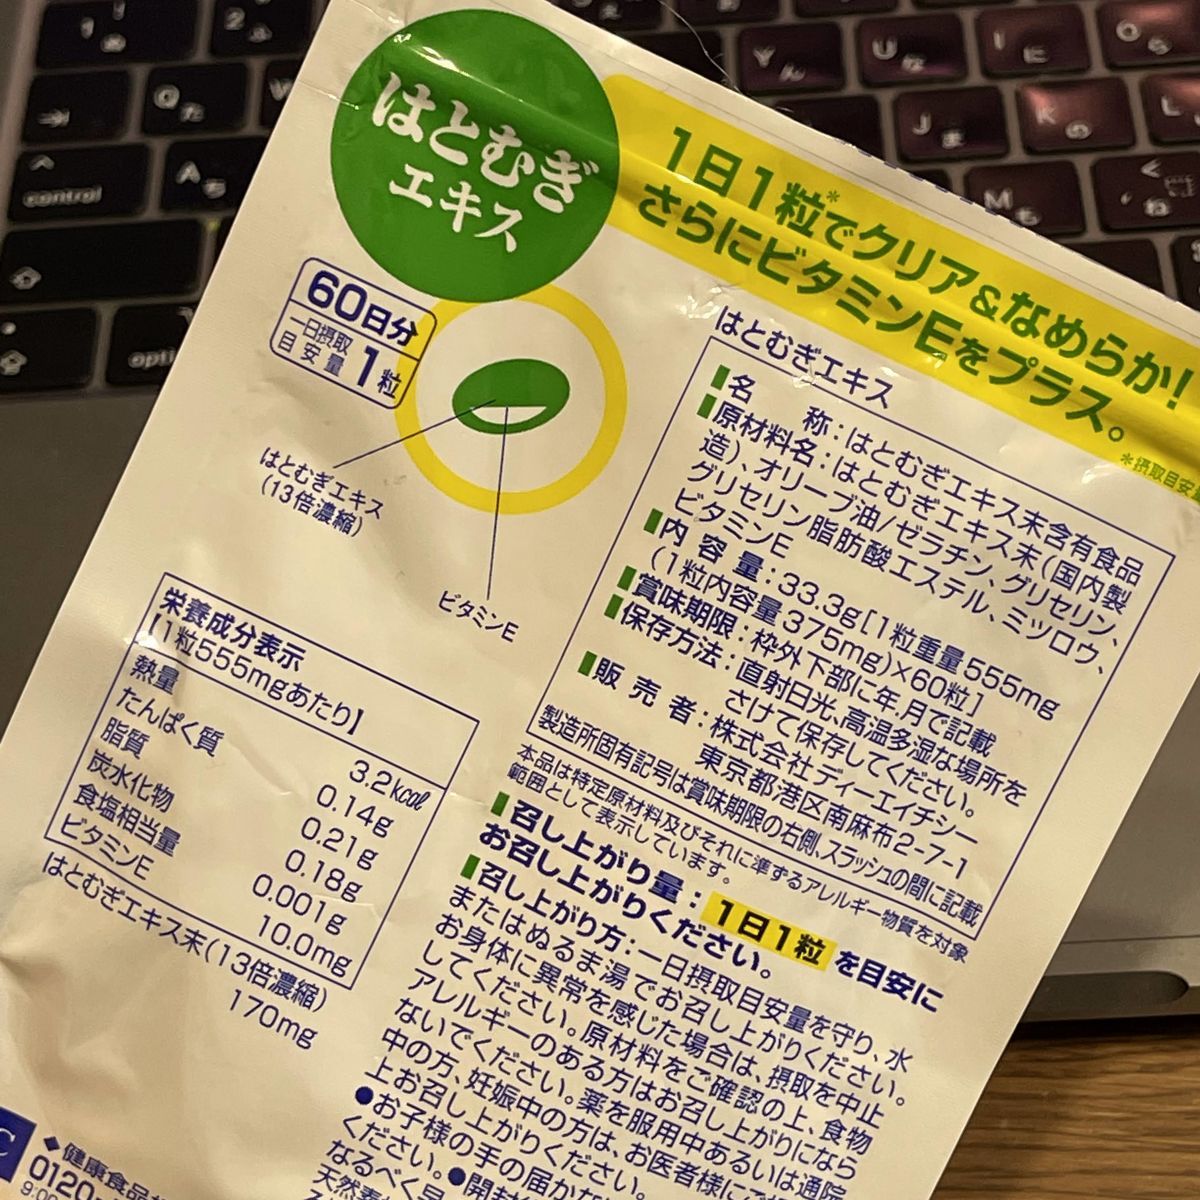 はとむぎ
エキス
1日1粒*でクリア&なめらか!
さらにビタミンEをプラス。
*摂取目安量
60日分
一日摂取
目安量 1粒
はとむぎエキス
(13倍濃縮)
ビタミンE
栄養成分表示
【1粒555mgあたり】
熱量 3.2kcal
たんぱく質 0.14g
脂質 0.21g
炭水化物 0.18g
食塩相当量 0.001g
ビタミンE 10.0mg
はとむぎエキス末(13倍濃縮)
170mg
◆健康食品
0120
9:00
はとむぎエキス
■名 称:はとむぎエキス末含有食品
■原材料名:はとむぎエキス末(国内製
造)、オリーブ油/ゼラチン、グリセリン、
グリセリン脂肪酸エステル、ミツロウ、
ビタミンE
■内容量:33.3g[1粒重量555mg
(1粒内容量375mg)×60粒]
■賞味期限:枠外下部に年.月で記載
■保存方法:直射日光、高温多湿な場所を
さけて保存してください。
■販売者:株式会社ディーエイチシー
東京都港区南麻布2-7-1
製造所固有記号は賞味期限の右側、スラッシュの間に記載
本品は特定原材料及びそれに準ずるアレルギー物質を対象
範囲として表示しています。
■召し上がり量:1日1粒を目安に
お召し上がりください。
■召し上がり方:一日摂取目安量を守り、水
またはぬるま湯でお召し上がりください。
お身体に異常を感じた場合は、摂取を中止
してください。原材料をご確認の上、食物
アレルギーのある方はお召し上がりになら
ないでください。薬を服用中あるいは通院
中の方、妊娠中の方は、お医者様にご
上お召し上がりください。
●お子様の手の届かな
ください。●開封
なるべく早
天然素
1
2
Q
た
Y
ん
U
な
I
に
O
ら
J
ま
K
の
L
M
も
control
A
ち
ね
opti
C